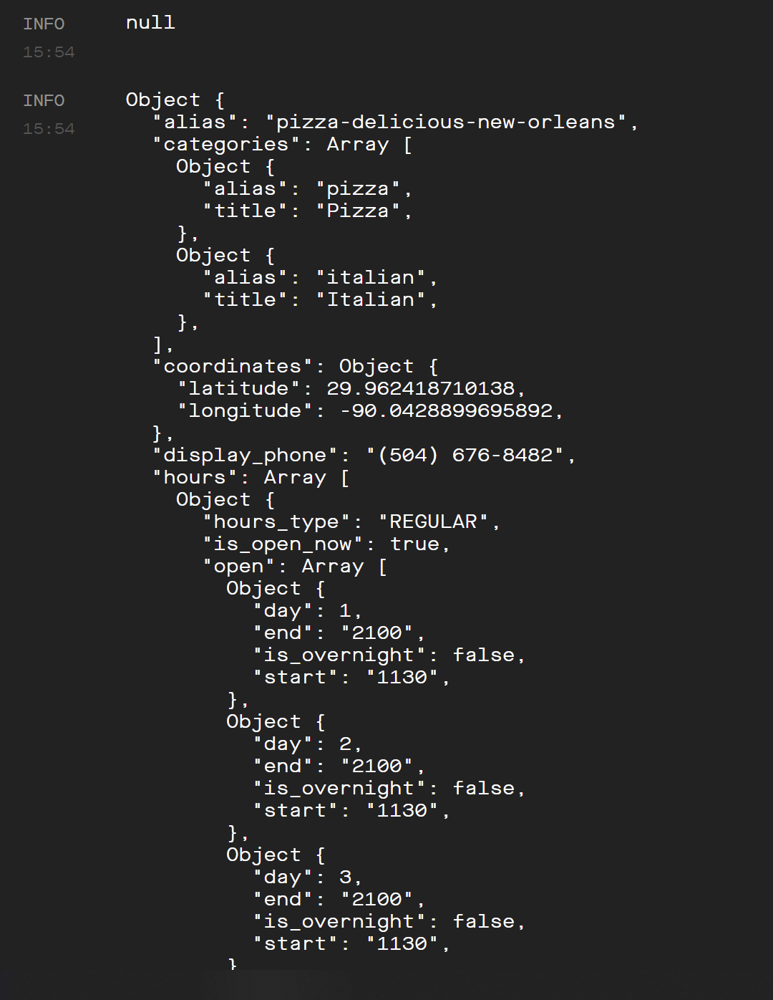 INFO null
15:54
INFO Object {
15:54 "alias": "pizza-delicious-new-orleans",
"categories": Array [
Object {
"alias": "pizza",
"title": "Pizza",
},
Object {
"alias": "italian",
"title": "Italian",
},
],
"coordinates": Object {
"latitude": 29.962418710138,
"longitude": -90.0428899695892,
},
"display_phone": "(504) 676-8482",
"hours": Array [
Object {
"hours_type": "REGULAR",
"is_open_now": true,
"open": Array [
Object {
"day": 1,
"end": "2100",
"is_overnight": false,
"start": "1130",
},
Object {
"day": 2,
"end": "2100",
"is_overnight": false,
"start": "1130",
},
Object {
"day": 3,
"end": "2100",
"is_overnight": false,
"start": "1130",
}